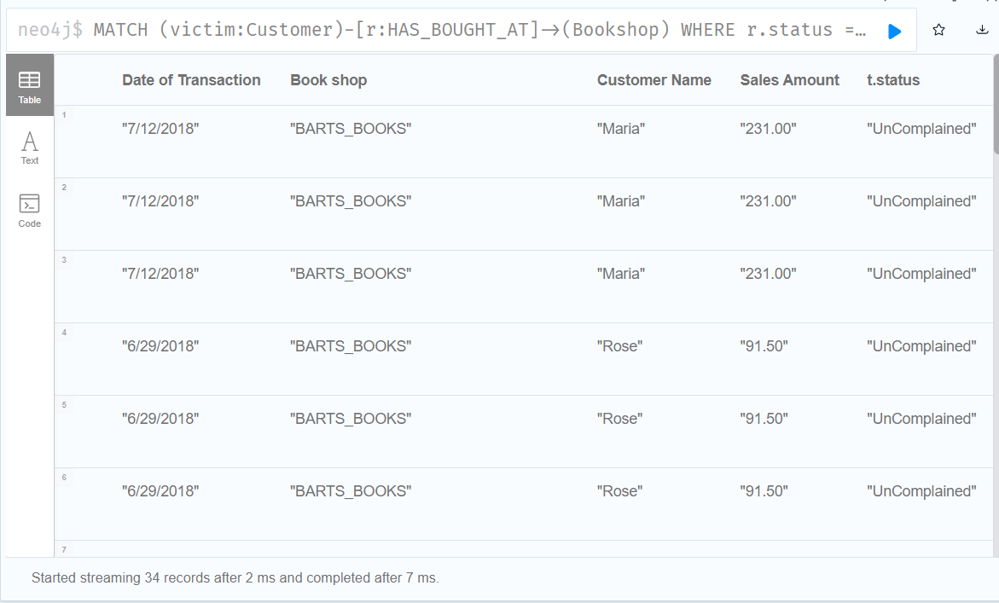 neo4j$ MATCH (victim:Customer)-[r:HAS_BOUGHT_AT]→(Bookshop) WHERE r.status =…
Table
Text
Code
Date of Transaction Book shop Customer Name Sales Amount t.status
1 "7/12/2018" "BARTS_BOOKS" "Maria" "231.00" "UnComplained"
2 "7/12/2018" "BARTS_BOOKS" "Maria" "231.00" "UnComplained"
3 "7/12/2018" "BARTS_BOOKS" "Maria" "231.00" "UnComplained"
4 "6/29/2018" "BARTS_BOOKS" "Rose" "91.50" "UnComplained"
5 "6/29/2018" "BARTS_BOOKS" "Rose" "91.50" "UnComplained"
6 "6/29/2018" "BARTS_BOOKS" "Rose" "91.50" "UnComplained"
7
Started streaming 34 records after 2 ms and completed after 7 ms.